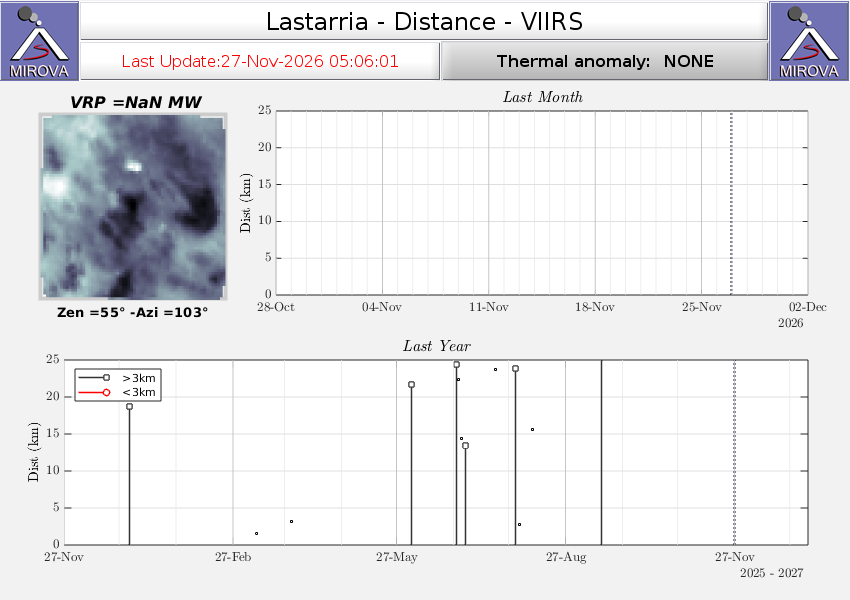 Lastarria - Distance - VIIRS
MIROVA
Last Update:27-Nov-2026 05:06:01
Thermal anomaly: NONE
MIROVA
VRP =NaN MW
Zen =55° -Azi =103°
Last Month
Dist (km)
25
20
15
10
5
0
28-Oct 04-Nov 11-Nov 18-Nov 25-Nov 02-Dec
2026
Last Year
Dist (km)
25
20
15
10
5
0
>3km
<3km
27-Nov 27-Feb 27-May 27-Aug 27-Nov
2025 - 2027